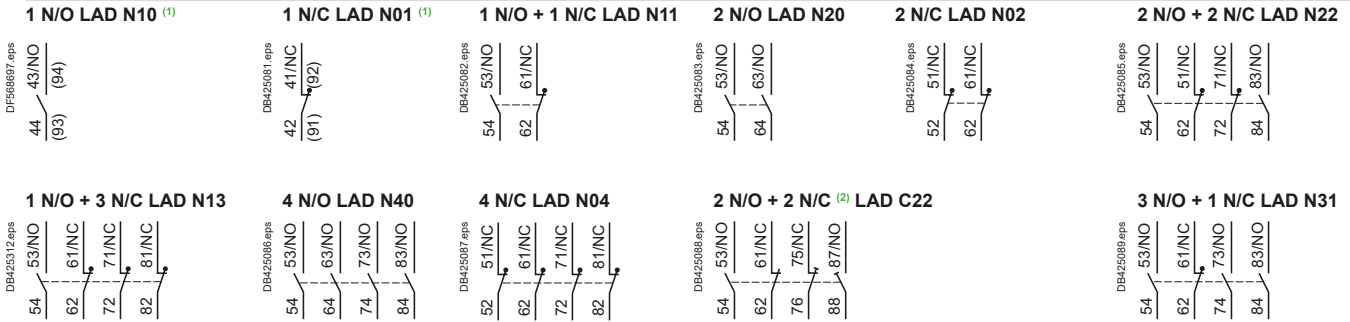 1 N/O LAD N10 (1)
DF568697.eps
43/NO
(94)
44
(93)
1 N/C LAD N01 (1)
DB425081.eps
41/NC
(92)
42
(91)
1 N/O + 1 N/C LAD N11
DB425082.eps
53/NO
61/NC
54
62
2 N/O LAD N20
DB425083.eps
53/NO
63/NO
54
64
2 N/C LAD N02
DB425084.eps
51/NC
61/NC
52
62
2 N/O + 2 N/C LAD N22
DB425085.eps
53/NO
51/NC
71/NC
83/NO
54
62
72
84
1 N/O + 3 N/C LAD N13
DB425312.eps
53/NO
61/NC
71/NC
81/NC
54
62
72
82
4 N/O LAD N40
DB425086.eps
53/NO
63/NO
73/NO
83/NO
54
64
74
84
4 N/C LAD N04
DB425087.eps
51/NC
61/NC
71/NC
81/NC
52
62
72
82
2 N/O + 2 N/C (2) LAD C22
DB425088.eps
53/NO
61/NC
75/NC
87/NO
54
62
76
88
3 N/O + 1 N/C LAD N31
DB425089.eps
53/NO
61/NC
73/NO
83/NO
54
62
74
84